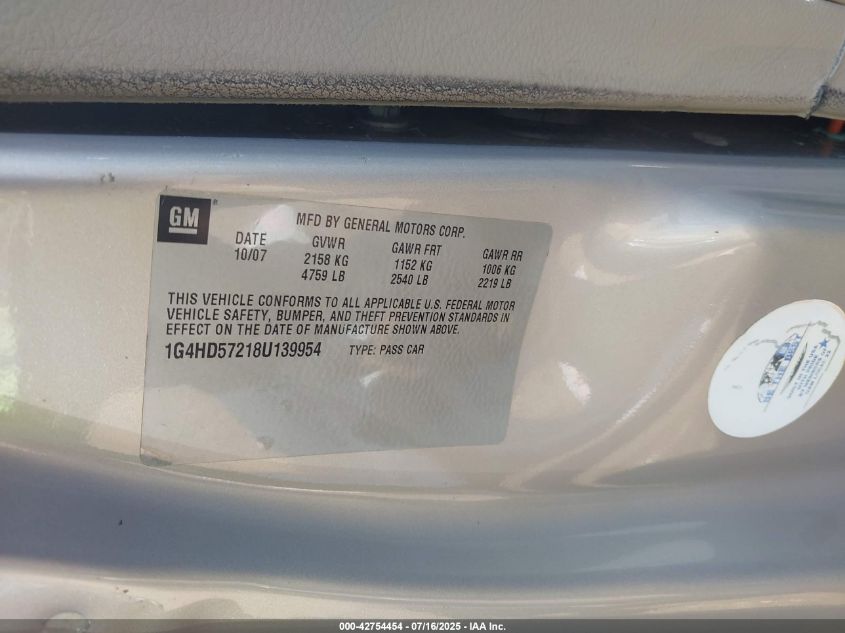 GM
MFD BY GENERAL MOTORS CORP.
DATE GVWR GAWR FRT GAWR RR
10/07 2158 KG 1152 KG 1006 KG
4759 LB 2540 LB 2219 LB
THIS VEHICLE CONFORMS TO ALL APPLICABLE U.S. FEDERAL MOTOR
VEHICLE SAFETY, BUMPER, AND THEFT PREVENTION STANDARDS IN
EFFECT ON THE DATE OF MANUFACTURE SHOWN ABOVE.
1G4HD57218U139954 TYPE: PASS CAR
000-42754454 - 07/16/2025 - IAA Inc.